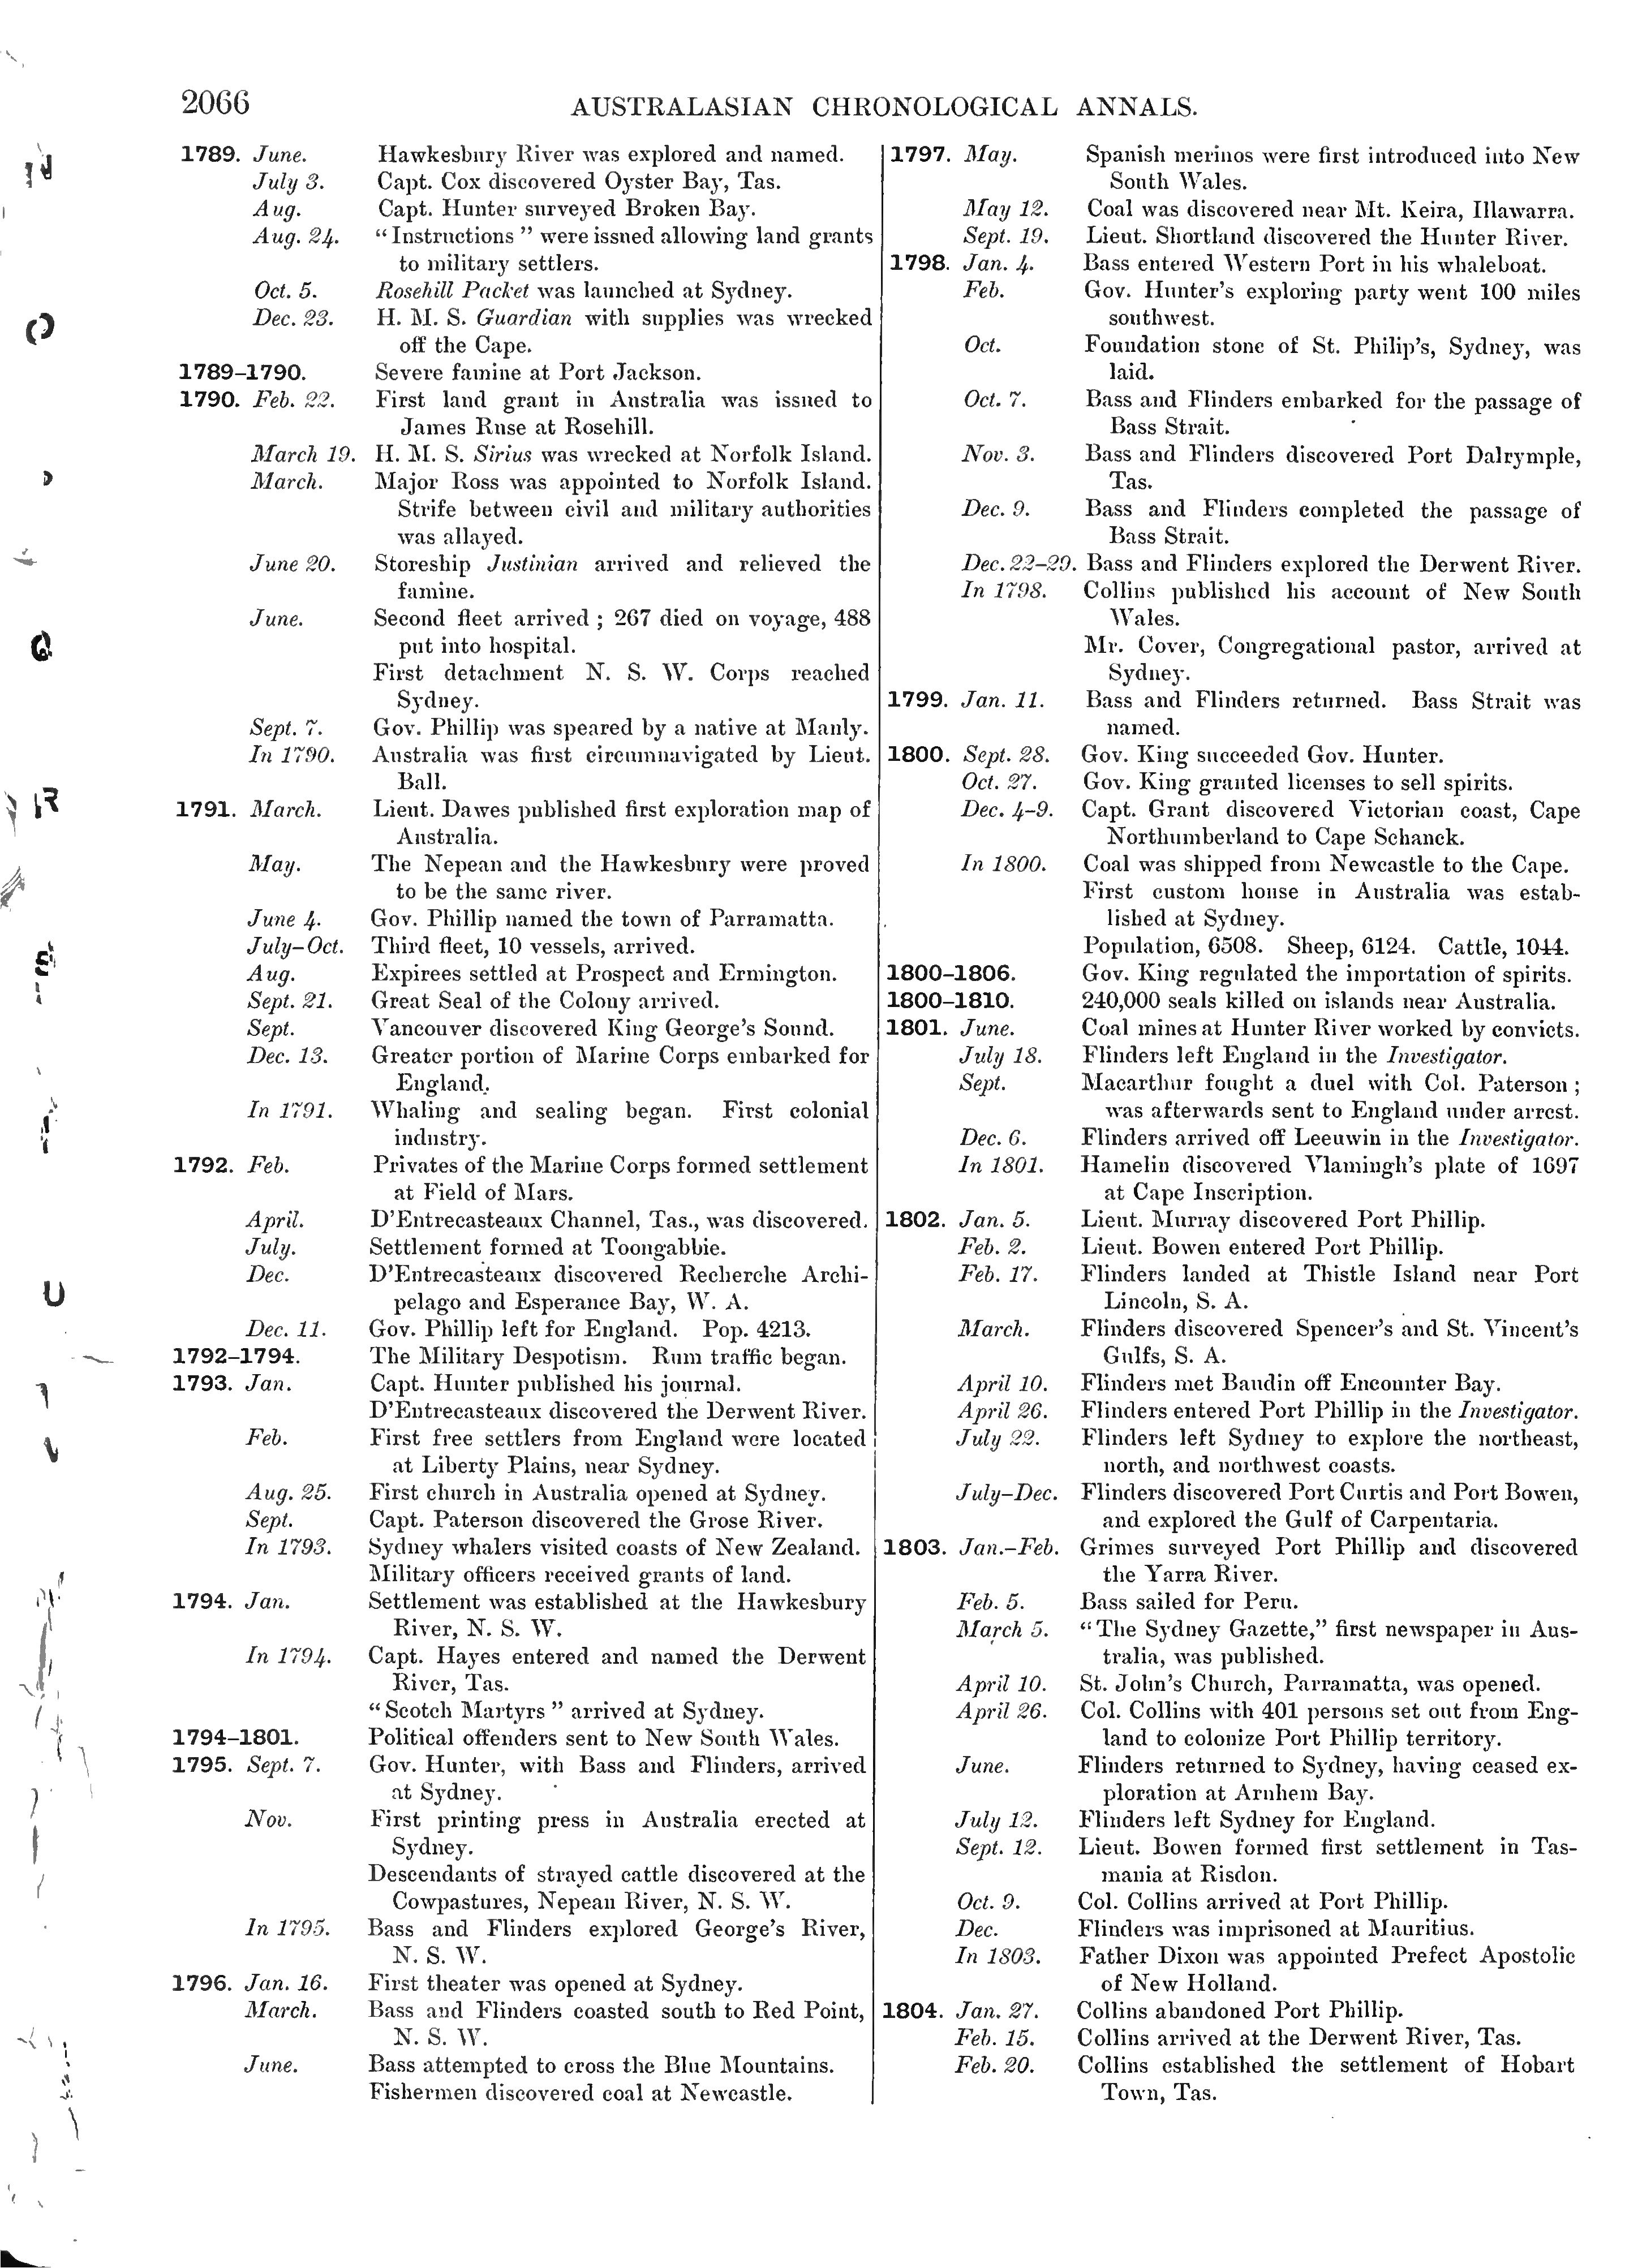 2066
AUSTRALASIAN CHRONOLOGICAL ANNALS.
1789. June. Hawkesbury River was explored and named.
July 3. Capt. Cox discovered Oyster Bay, Tas.
Aug. Capt. Hunter surveyed Broken Bay.
Aug. 24. “Instructions” were issued allowing land grants
to military settlers.
Oct. 5. Rosehill Packet was launched at Sydney.
Dec. 23. H. M. S. Guardian with supplies was wrecked
off the Cape.
1789–1790. Severe famine at Port Jackson.
1790. Feb. 22. First land grant in Australia was issued to
James Ruse at Rosehill.
March 19. H. M. S. Sirius was wrecked at Norfolk Island.
March. Major Ross was appointed to Norfolk Island.
Strife between civil and military authorities
was allayed.
June 20. Storeship Justinian arrived and relieved the
famine.
June. Second fleet arrived; 267 died on voyage, 488
put into hospital.
First detachment N. S. W. Corps reached
Sydney.
Sept. 7. Gov. Phillip was speared by a native at Manly.
In 1790. Australia was first circumnavigated by Lieut.
Ball.
1791. March. Lieut. Dawes published first exploration map of
Australia.
May. The Nepean and the Hawkesbury were proved
to be the same river.
June 4. Gov. Phillip named the town of Parramatta.
July–Oct. Third fleet, 10 vessels, arrived.
Aug. Expirees settled at Prospect and Ermington.
Sept. 21. Great Seal of the Colony arrived.
Sept. Vancouver discovered King George's Sound.
Dec. 13. Greater portion of Marine Corps embarked for
England.
In 1791. Whaling and sealing began. First colonial
industry.
1792. Feb. Privates of the Marine Corps formed settlement
at Field of Mars.
April. D'Entrecasteaux Channel, Tas., was discovered.
July. Settlement formed at Toongabbie.
Dec. D'Entrecasteaux discovered Recherche Archi-
pelago and Esperance Bay, W. A.
Dec. 11. Gov. Phillip left for England. Pop. 4213.
1792–1794. The Military Despotism. Rum traffic began.
1793. Jan. Capt. Hunter published his journal.
D'Entrecasteaux discovered the Derwent River.
Feb. First free settlers from England were located
at Liberty Plains, near Sydney.
Aug. 25. First church in Australia opened at Sydney.
Sept. Capt. Paterson discovered the Grose River.
In 1793. Sydney whalers visited coasts of New Zealand.
Military officers received grants of land.
1794. Jan. Settlement was established at the Hawkesbury
River, N. S. W.
In 1794. Capt. Hayes entered and named the Derwent
River, Tas.
“Scotch Martyrs” arrived at Sydney.
1794–1801. Political offenders sent to New South Wales.
1795. Sept. 7. Gov. Hunter, with Bass and Flinders, arrived
at Sydney.
Nov. First printing press in Australia erected at
Sydney.
Descendants of strayed cattle discovered at the
Cowpastures, Nepean River, N. S. W.
In 1795. Bass and Flinders explored George's River,
N. S. W.
1796. Jan. 16. First theater was opened at Sydney.
March. Bass and Flinders coasted south to Red Point,
N. S. W.
June. Bass attempted to cross the Blue Mountains.
Fishermen discovered coal at Newcastle.
1797. May. Spanish merinos were first introduced into New
South Wales.
May 12. Coal was discovered near Mt. Keira, Illawarra.
Sept. 19. Lieut. Shortland discovered the Hunter River.
1798. Jan. 4. Bass entered Western Port in his whaleboat.
Feb. Gov. Hunter's exploring party went 100 miles
southwest.
Oct. Foundation stone of St. Philip's, Sydney, was
laid.
Oct. 7. Bass and Flinders embarked for the passage of
Bass Strait.
Nov. 3. Bass and Flinders discovered Port Dalrymple,
Tas.
Dec. 9. Bass and Flinders completed the passage of
Bass Strait.
Dec. 22–29. Bass and Flinders explored the Derwent River.
In 1798. Collins published his account of New South
Wales.
Mr. Cover, Congregational pastor, arrived at
Sydney.
1799. Jan. 11. Bass and Flinders returned. Bass Strait was
named.
1800. Sept. 28. Gov. King succeeded Gov. Hunter.
Oct. 27. Gov. King granted licenses to sell spirits.
Dec. 4–9. Capt. Grant discovered Victorian coast, Cape
Northumberland to Cape Schanck.
In 1800. Coal was shipped from Newcastle to the Cape.
First custom house in Australia was estab-
lished at Sydney.
Population, 6508. Sheep, 6124. Cattle, 1044.
1800–1806. Gov. King regulated the importation of spirits.
1800–1810. 240,000 seals killed on islands near Australia.
1801. June. Coal mines at Hunter River worked by convicts.
July 18. Flinders left England in the Investigator.
Sept. Macarthur fought a duel with Col. Paterson;
was afterwards sent to England under arrest.
Dec. 6. Flinders arrived off Leeuwin in the Investigator.
In 1801. Hamelin discovered Vlamingh's plate of 1697
at Cape Inscription.
1802. Jan. 5. Lieut. Murray discovered Port Phillip.
Feb. 2. Lieut. Bowen entered Port Phillip.
Feb. 17. Flinders landed at Thistle Island near Port
Lincoln, S. A.
March. Flinders discovered Spencer's and St. Vincent's
Gulfs, S. A.
April 10. Flinders met Baudin off Encounter Bay.
April 26. Flinders entered Port Phillip in the Investigator.
July 22. Flinders left Sydney to explore the northeast,
north, and northwest coasts.
July–Dec. Flinders discovered Port Curtis and Port Bowen,
and explored the Gulf of Carpentaria.
1803. Jan.–Feb. Grimes surveyed Port Phillip and discovered
the Yarra River.
Feb. 5. Bass sailed for Peru.
March 5. “The Sydney Gazette,” first newspaper in Aus-
tralia, was published.
April 10. St. John's Church, Parramatta, was opened.
April 26. Col. Collins with 401 persons set out from Eng-
land to colonize Port Phillip territory.
June. Flinders returned to Sydney, having ceased ex-
ploration at Arnhem Bay.
July 12. Flinders left Sydney for England.
Sept. 12. Lieut. Bowen formed first settlement in Tas-
mania at Risdon.
Oct. 9. Col. Collins arrived at Port Phillip.
Dec. Flinders was imprisoned at Mauritius.
In 1803. Father Dixon was appointed Prefect Apostolic
of New Holland.
1804. Jan. 27. Collins abandoned Port Phillip.
Feb. 15. Collins arrived at the Derwent River, Tas.
Feb. 20. Collins established the settlement of Hobart
Town, Tas.